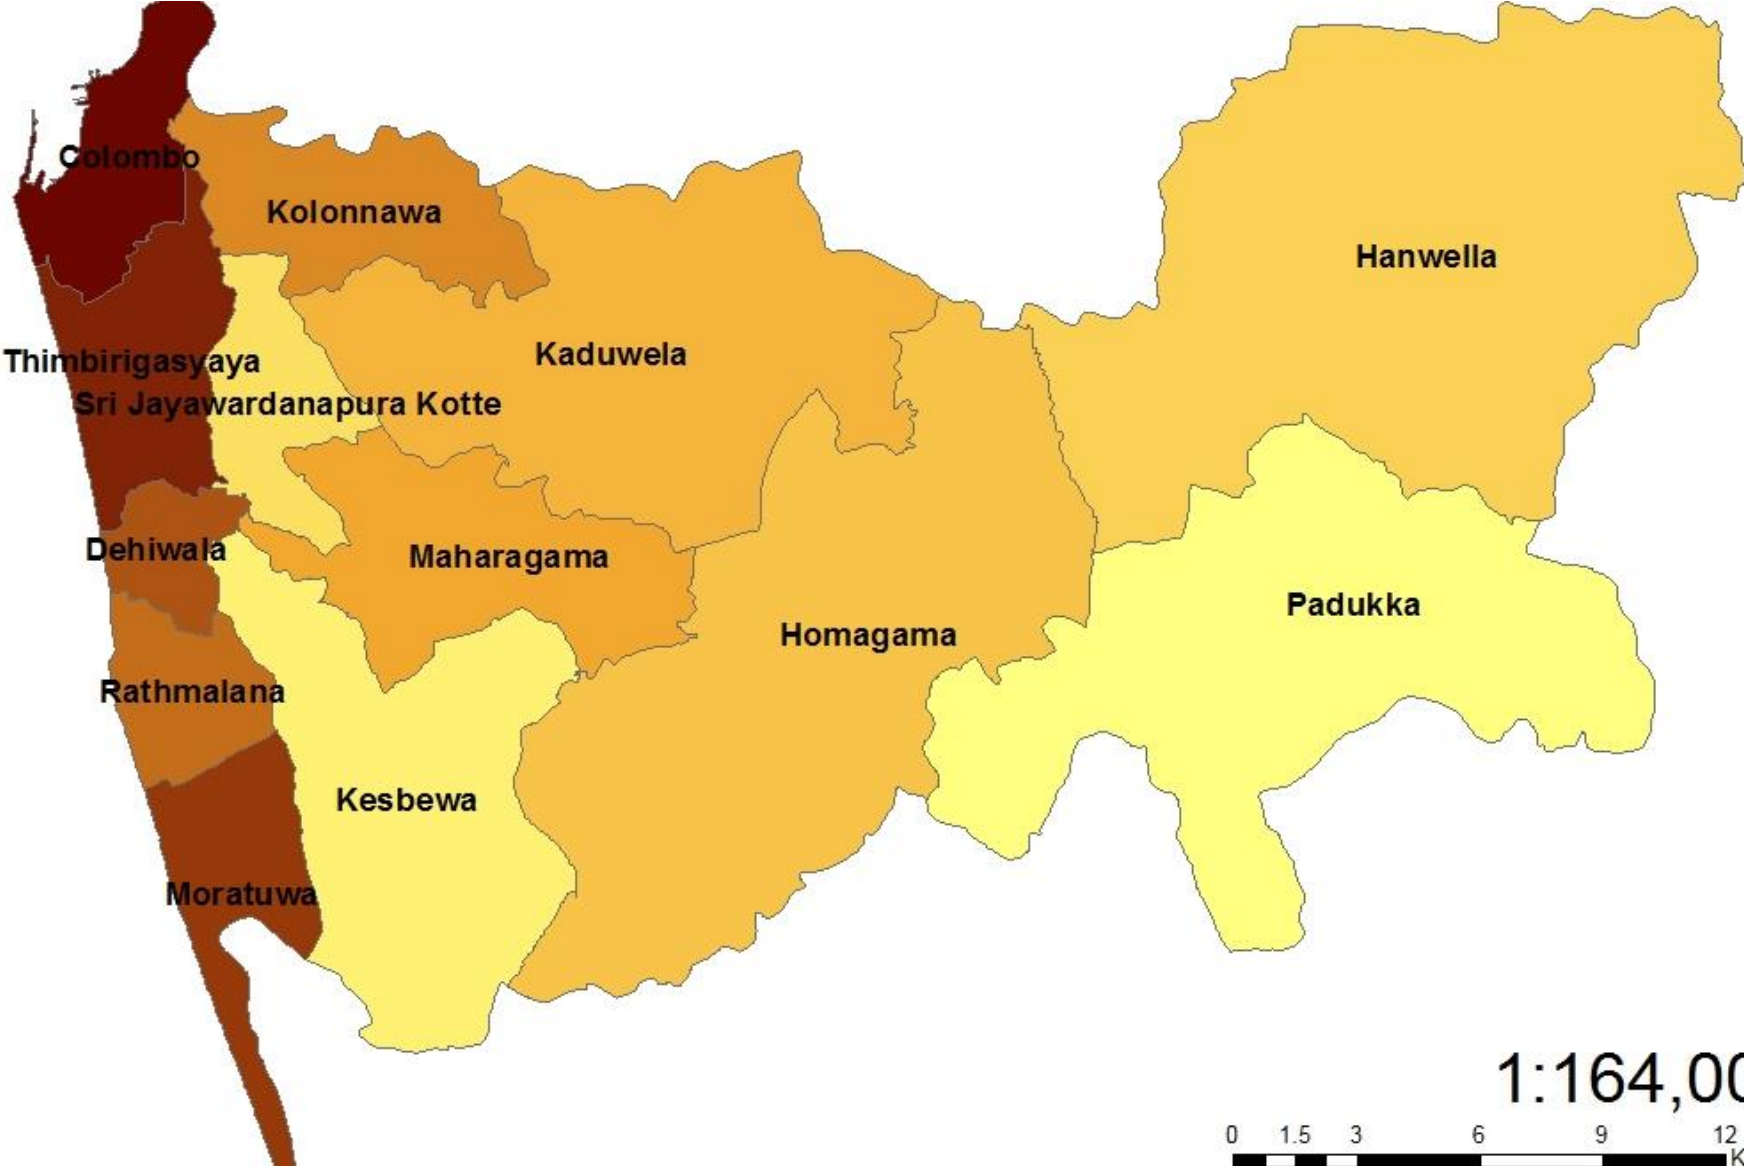 Colombo
Kolonnawa
Hanwella
Kaduwela
Thimbirigasyaya
Sri Jayawardanapura Kotte
Dehiwala
Maharagama
Padukka
Homagama
Rathmalana
Kesbewa
Moratuwa
1:164,00
0 1.5 3 6 9 12
K